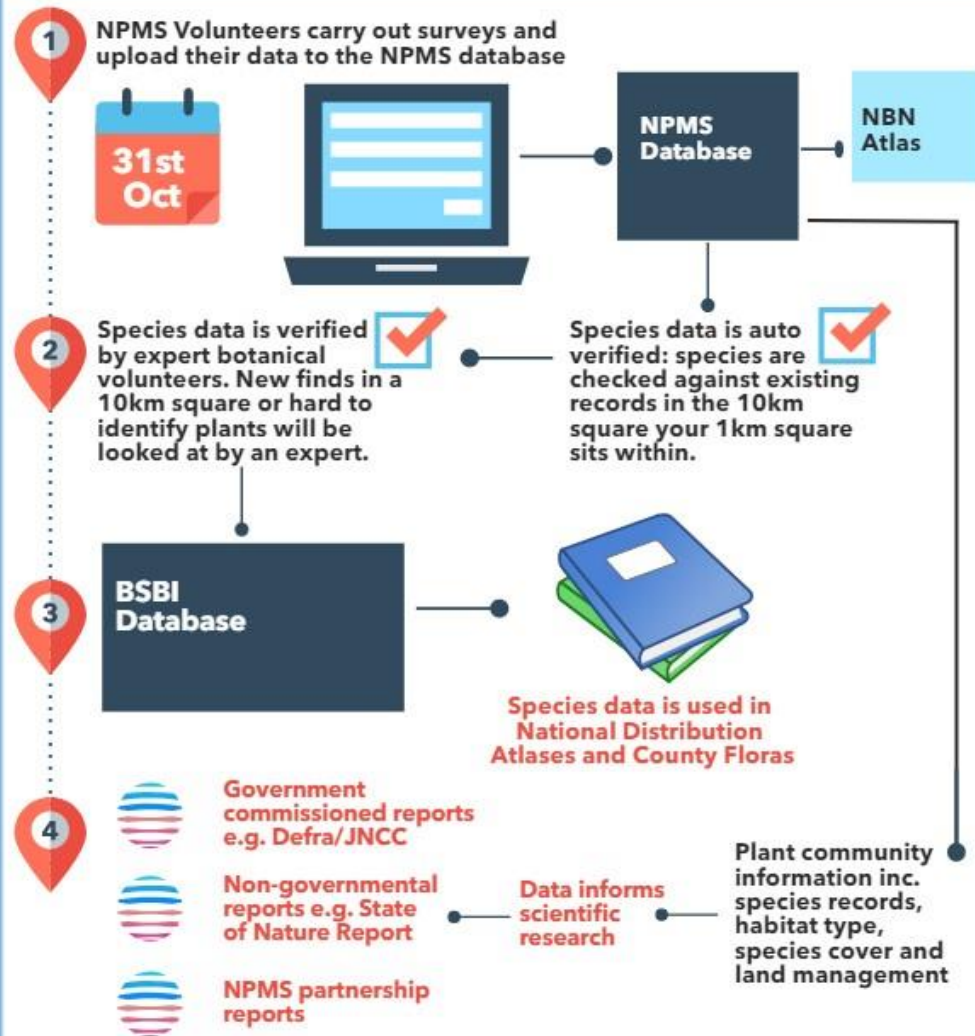 1
NPMS Volunteers carry out surveys and
upload their data to the NPMS database
31st
Oct
NPMS
Database
NBN
Atlas
2
Species data is verified
by expert botanical
volunteers. New finds in a
10km square or hard to
identify plants will be
looked at by an expert.
Species data is auto
verified: species are
checked against existing
records in the 10km
square your 1km square
sits within.
3
BSBI
Database
Species data is used in
National Distribution
Atlases and County Floras
4
Government
commissioned reports
e.g. Defra/JNCC
Non-governmental
reports e.g. State
of Nature Report
NPMS partnership
reports
Data informs
scientific
research
Plant community
information inc.
species records,
habitat type,
species cover and
land management